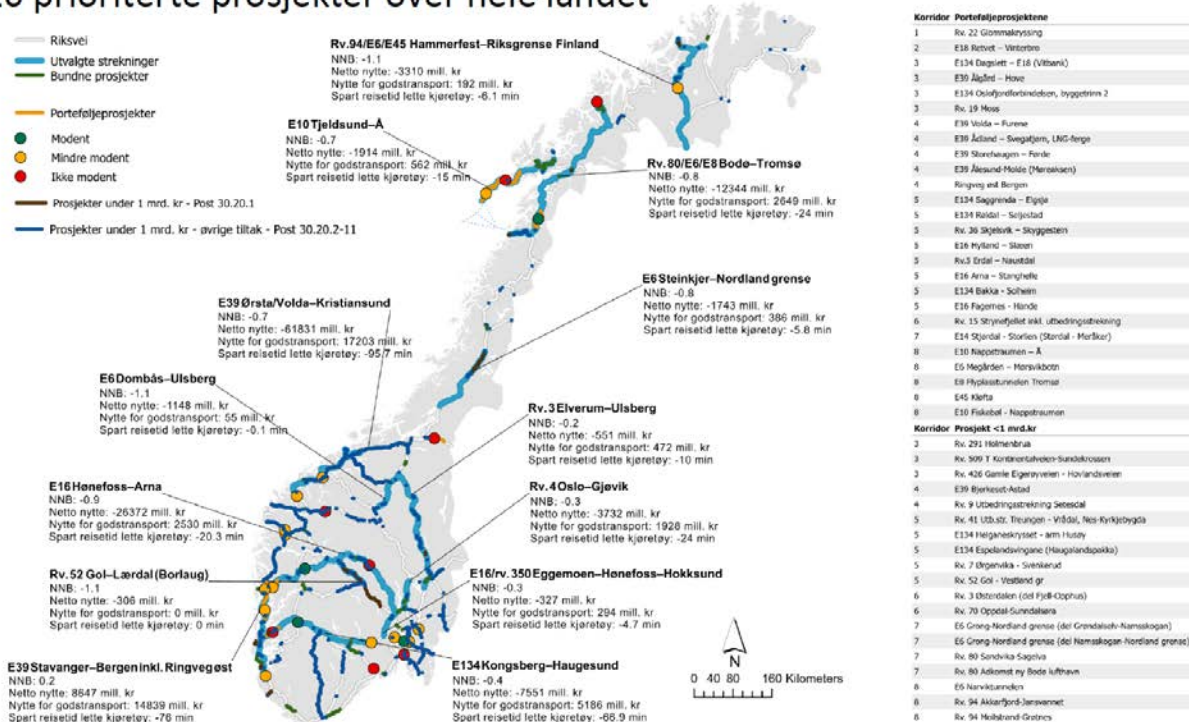 prioriterte prosjekter over hele landet
Riksvei
Utvalgte strekninger
Bundne prosjekter
Porteføljeprosjekter
Modent
Mindre modent
Ikke modent
Prosjekter under 1 mrd. kr - Post 30.20.1
Prosjekter under 1 mrd. kr - øvrige tiltak - Post 30.20.2-11
Rv.94/E6/E45 Hammerfest–Riksgrense Finland
NNB: -1.1
Netto nytte: -3310 mill. kr
Nytte for godstransport: 192 mill. kr
Spart reisetid lette kjøretøy: -6.1 min
E10 Tjeldsund–Å
NNB: -0.7
Netto nytte: -1914 mill. kr
Nytte for godstransport: 562 mill. kr
Spart reisetid lette kjøretøy: -15 min
Rv.80/E6/E8 Bodø–Tromsø
NNB: -0.8
Netto nytte: -12344 mill. kr
Nytte for godstransport: 2649 mill. kr
Spart reisetid lette kjøretøy: -24 min
E6 Steinkjer–Nordland grense
NNB: -0.8
Netto nytte: -1743 mill. kr
Nytte for godstransport: 386 mill. kr
Spart reisetid lette kjøretøy: -5.8 min
E39 Ørsta/Volda–Kristiansund
NNB: -0.7
Netto nytte: -61831 mill. kr
Nytte for godstransport: 17203 mill. kr
Spart reisetid lette kjøretøy: -95.7 min
E6 Dombås–Ulsberg
NNB: -1.1
Netto nytte: -1148 mill. kr
Nytte for godstransport: 55 mill. kr
Spart reisetid lette kjøretøy: -0.1 min
Rv.3 Elverum–Ulsberg
NNB: -0.2
Netto nytte: -551 mill. kr
Nytte for godstransport: 472 mill. kr
Spart reisetid lette kjøretøy: -10 min
E16 Hønefoss–Arna
NNB: -0.9
Netto nytte: -26372 mill. kr
Nytte for godstransport: 2530 mill. kr
Spart reisetid lette kjøretøy: -20.3 min
Rv.4 Oslo–Gjøvik
NNB: -0.3
Netto nytte: -3732 mill. kr
Nytte for godstransport: 1928 mill. kr
Spart reisetid lette kjøretøy: -24 min
Rv.52 Gol–Lærdal (Borlaug)
NNB: -1.1
Netto nytte: -306 mill. kr
Nytte for godstransport: 0 mill. kr
Spart reisetid lette kjøretøy: 0 min
E16/rv.350 Eggemoen–Hønefoss–Hokksund
NNB: -0.3
Netto nytte: -327 mill. kr
Nytte for godstransport: 294 mill. kr
Spart reisetid lette kjøretøy: -4.7 min
E39 Stavanger–Bergen inkl. Ringveg øst
NNB: 0.2
Netto nytte: 8647 mill. kr
Nytte for godstransport: 14839 mill. kr
Spart reisetid lette kjøretøy: -76 min
E134 Kongsberg–Haugesund
NNB: -0.4
Netto nytte: -7551 mill. kr
Nytte for godstransport: 5186 mill. kr
Spart reisetid lette kjøretøy: -66.9 min
N
0 40 80 160 Kilometers
Korridor Porteføljeprosjektene
1 Rv. 22 Glommakryssing
2 E18 Retvet – Vinterbro
3 E134 Dagslett – E18 (Vitbank)
3 E39 Ålgård – Hove
3 E134 Oslofjordforbindelsen, byggetrinn 2
3 Rv. 19 Moss
4 E39 Volda – Furene
4 E39 Ådland – Svegatjørn, LNG-ferge
4 E39 Storehaugen – Førde
4 E39 Ålesund-Molde (Møreaksen)
4 Ringveg øst Bergen
5 E134 Saggrenda – Elgsjø
5 E134 Røldal – Seljestad
5 Rv. 36 Skjelsvik – Skyggestein
5 E16 Hylland – Slæen
5 Rv.5 Erdal – Naustdal
5 E16 Arna – Stanghelle
5 E134 Bakka – Solheim
5 E16 Fagernes - Hande
6 Rv. 15 Strynefjellet inkl. utbedringsstrekning
7 E14 Stjørdal - Storlien (Størdal - Meråker)
8 E10 Nappstraumen – Å
8 E6 Megården – Mørsvikbotn
8 E8 Flyplasstunnelen Tromsø
8 E45 Kløfta
8 E10 Fiskebøl - Nappstraumen
Korridor Prosjekt <1 mrd.kr
3 Rv. 291 Holmenbrua
3 Rv. 509 T Kontinentalveien-Sundekrossen
3 Rv. 426 Gamle Eigerøyveien - Hovlandsveien
4 E39 Bjerkeset-Astad
4 Rv. 9 Utbedringsstrekning Setesdal
5 Rv. 41 Utb.str. Treungen - Vrådal, Nes-Kyrkjebygda
5 E134 Helganeskrysset - arm Husøy
5 E134 Espelandsvingane (Haugalandspakka)
5 Rv. 7 Ørgenvika - Svenkerud
5 Rv. 52 Gol - Vestland gr
6 Rv. 3 Østerdalen (del Fjell-Opphus)
6 Rv. 70 Oppdal-Sunndalsøra
7 E6 Grong-Nordland grense (del Grøndalselv-Namsskogan)
7 E6 Grong-Nordland grense (del Namsskogan-Nordland grense)
7 Rv. 80 Sandvika-Sagelva
7 Rv. 80 Adkomst ny Bodø lufthavn
8 E6 Narviktunnelen
8 Rv. 94 Akkarfjord-Jansvannet
8 Rv. 94 Mollstrand-Grøtnes